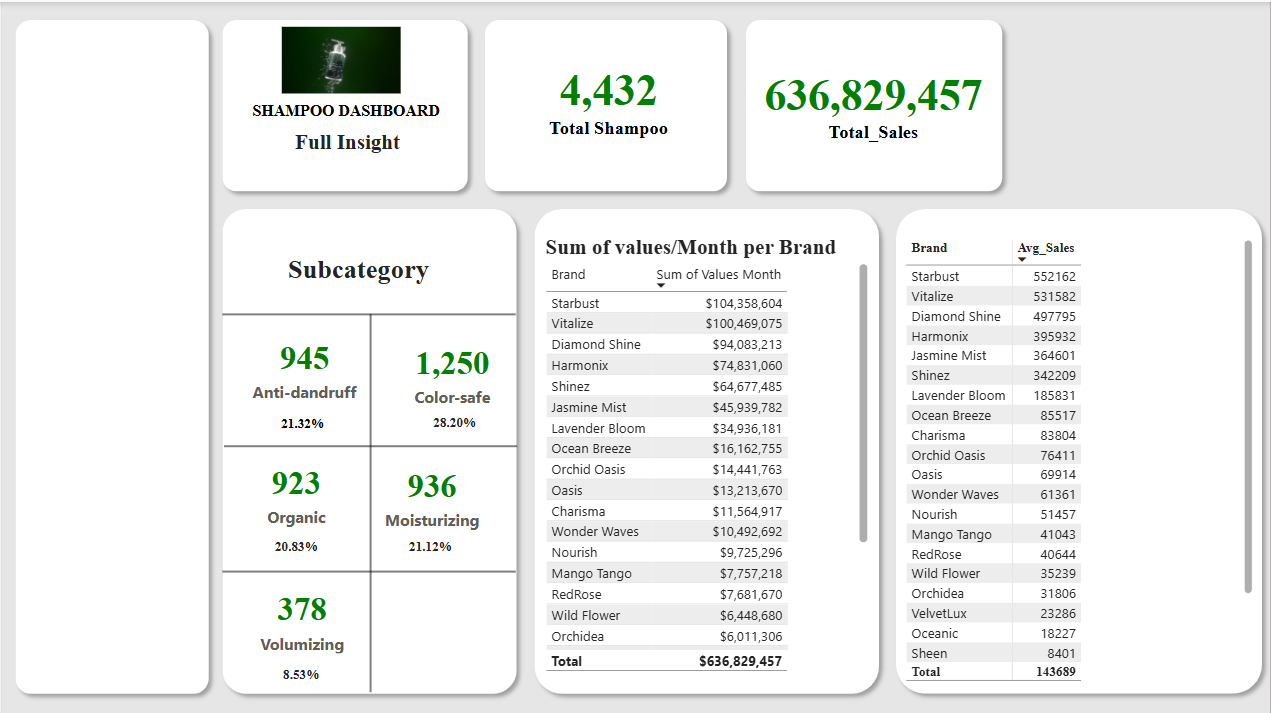 SHAMPOO DASHBOARD
Full Insight
4,432
Total Shampoo
636,829,457
Total_Sales
Subcategory
945
Anti-dandruff
21.32%
1,250
Color-safe
28.20%
923
Organic
20.83%
936
Moisturizing
21.12%
378
Volumizing
8.53%
Sum of values/Month per Brand
Brand Sum of Values Month
Starbust $104,358,604
Vitalize $100,469,075
Diamond Shine $94,083,213
Harmonix $74,831,060
Shinez $64,677,485
Jasmine Mist $45,939,782
Lavender Bloom $34,936,181
Ocean Breeze $16,162,755
Orchid Oasis $14,441,763
Oasis $13,213,670
Charisma $11,564,917
Wonder Waves $10,492,692
Nourish $9,725,296
Mango Tango $7,757,218
RedRose $7,681,670
Wild Flower $6,448,680
Orchidea $6,011,306
Total $636,829,457
Brand Avg_Sales
Starbust 552162
Vitalize 531582
Diamond Shine 497795
Harmonix 395932
Jasmine Mist 364601
Shinez 342209
Lavender Bloom 185831
Ocean Breeze 85517
Charisma 83804
Orchid Oasis 76411
Oasis 69914
Wonder Waves 61361
Nourish 51457
Mango Tango 41043
RedRose 40644
Wild Flower 35239
Orchidea 31806
VelvetLux 23286
Oceanic 18227
Sheen 8401
Total 143689